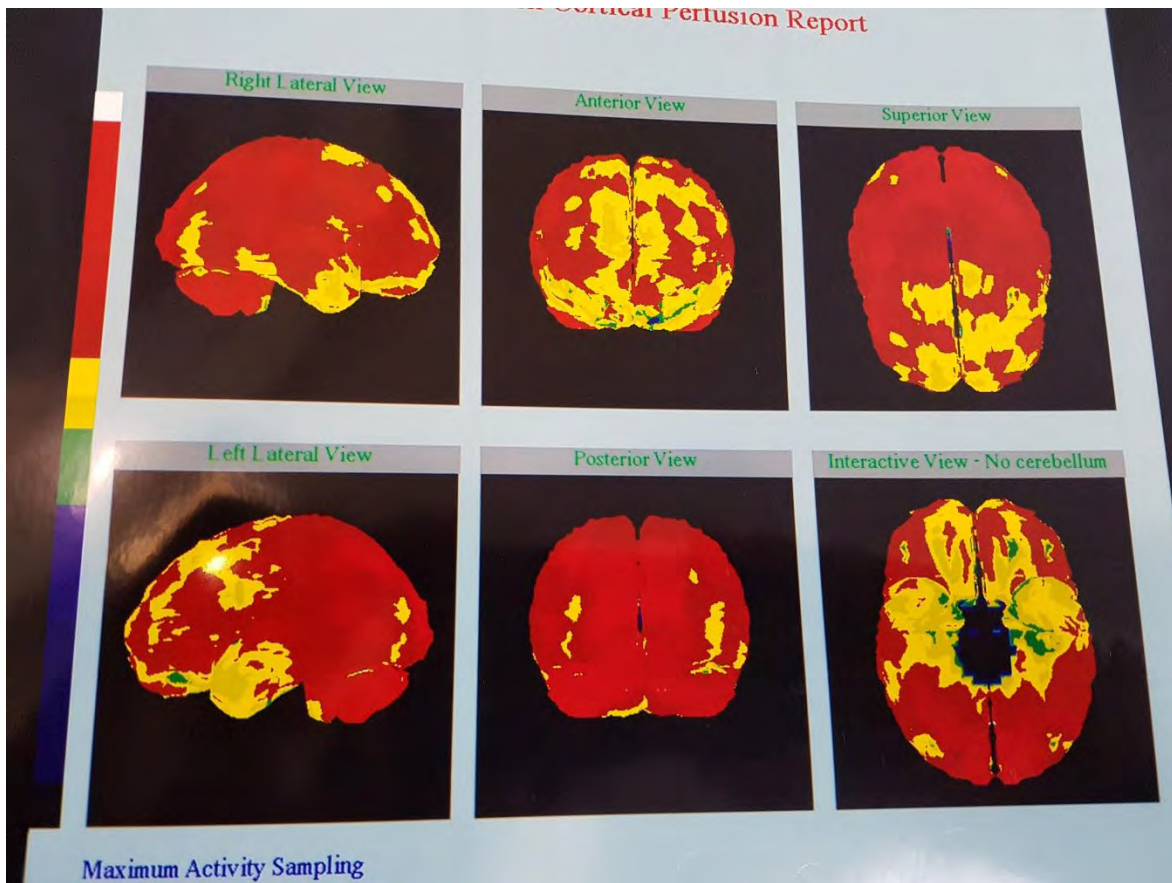 Cortical Perfusion Report
Right Lateral View
Anterior View
Superior View
Left Lateral View
Posterior View
Interactive View - No cerebellum
Maximum Activity Sampling